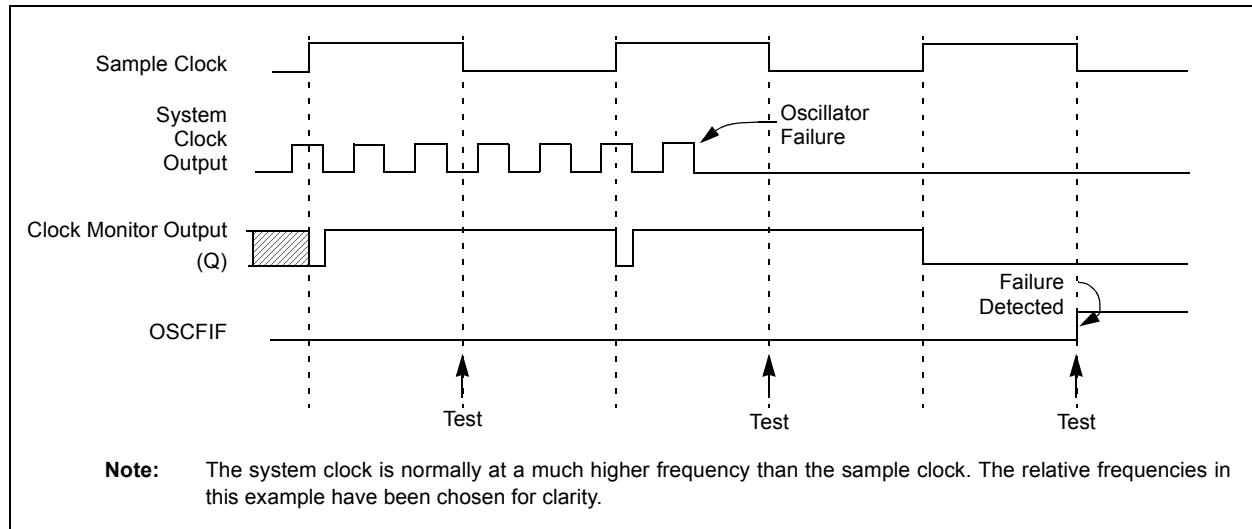 Sample Clock
System
Clock
Output
Oscillator
Failure
Clock Monitor Output
(Q)
Failure
Detected
OSCFIF
Test
Test
Test
Note: The system clock is normally at a much higher frequency than the sample clock. The relative frequencies in
this example have been chosen for clarity.